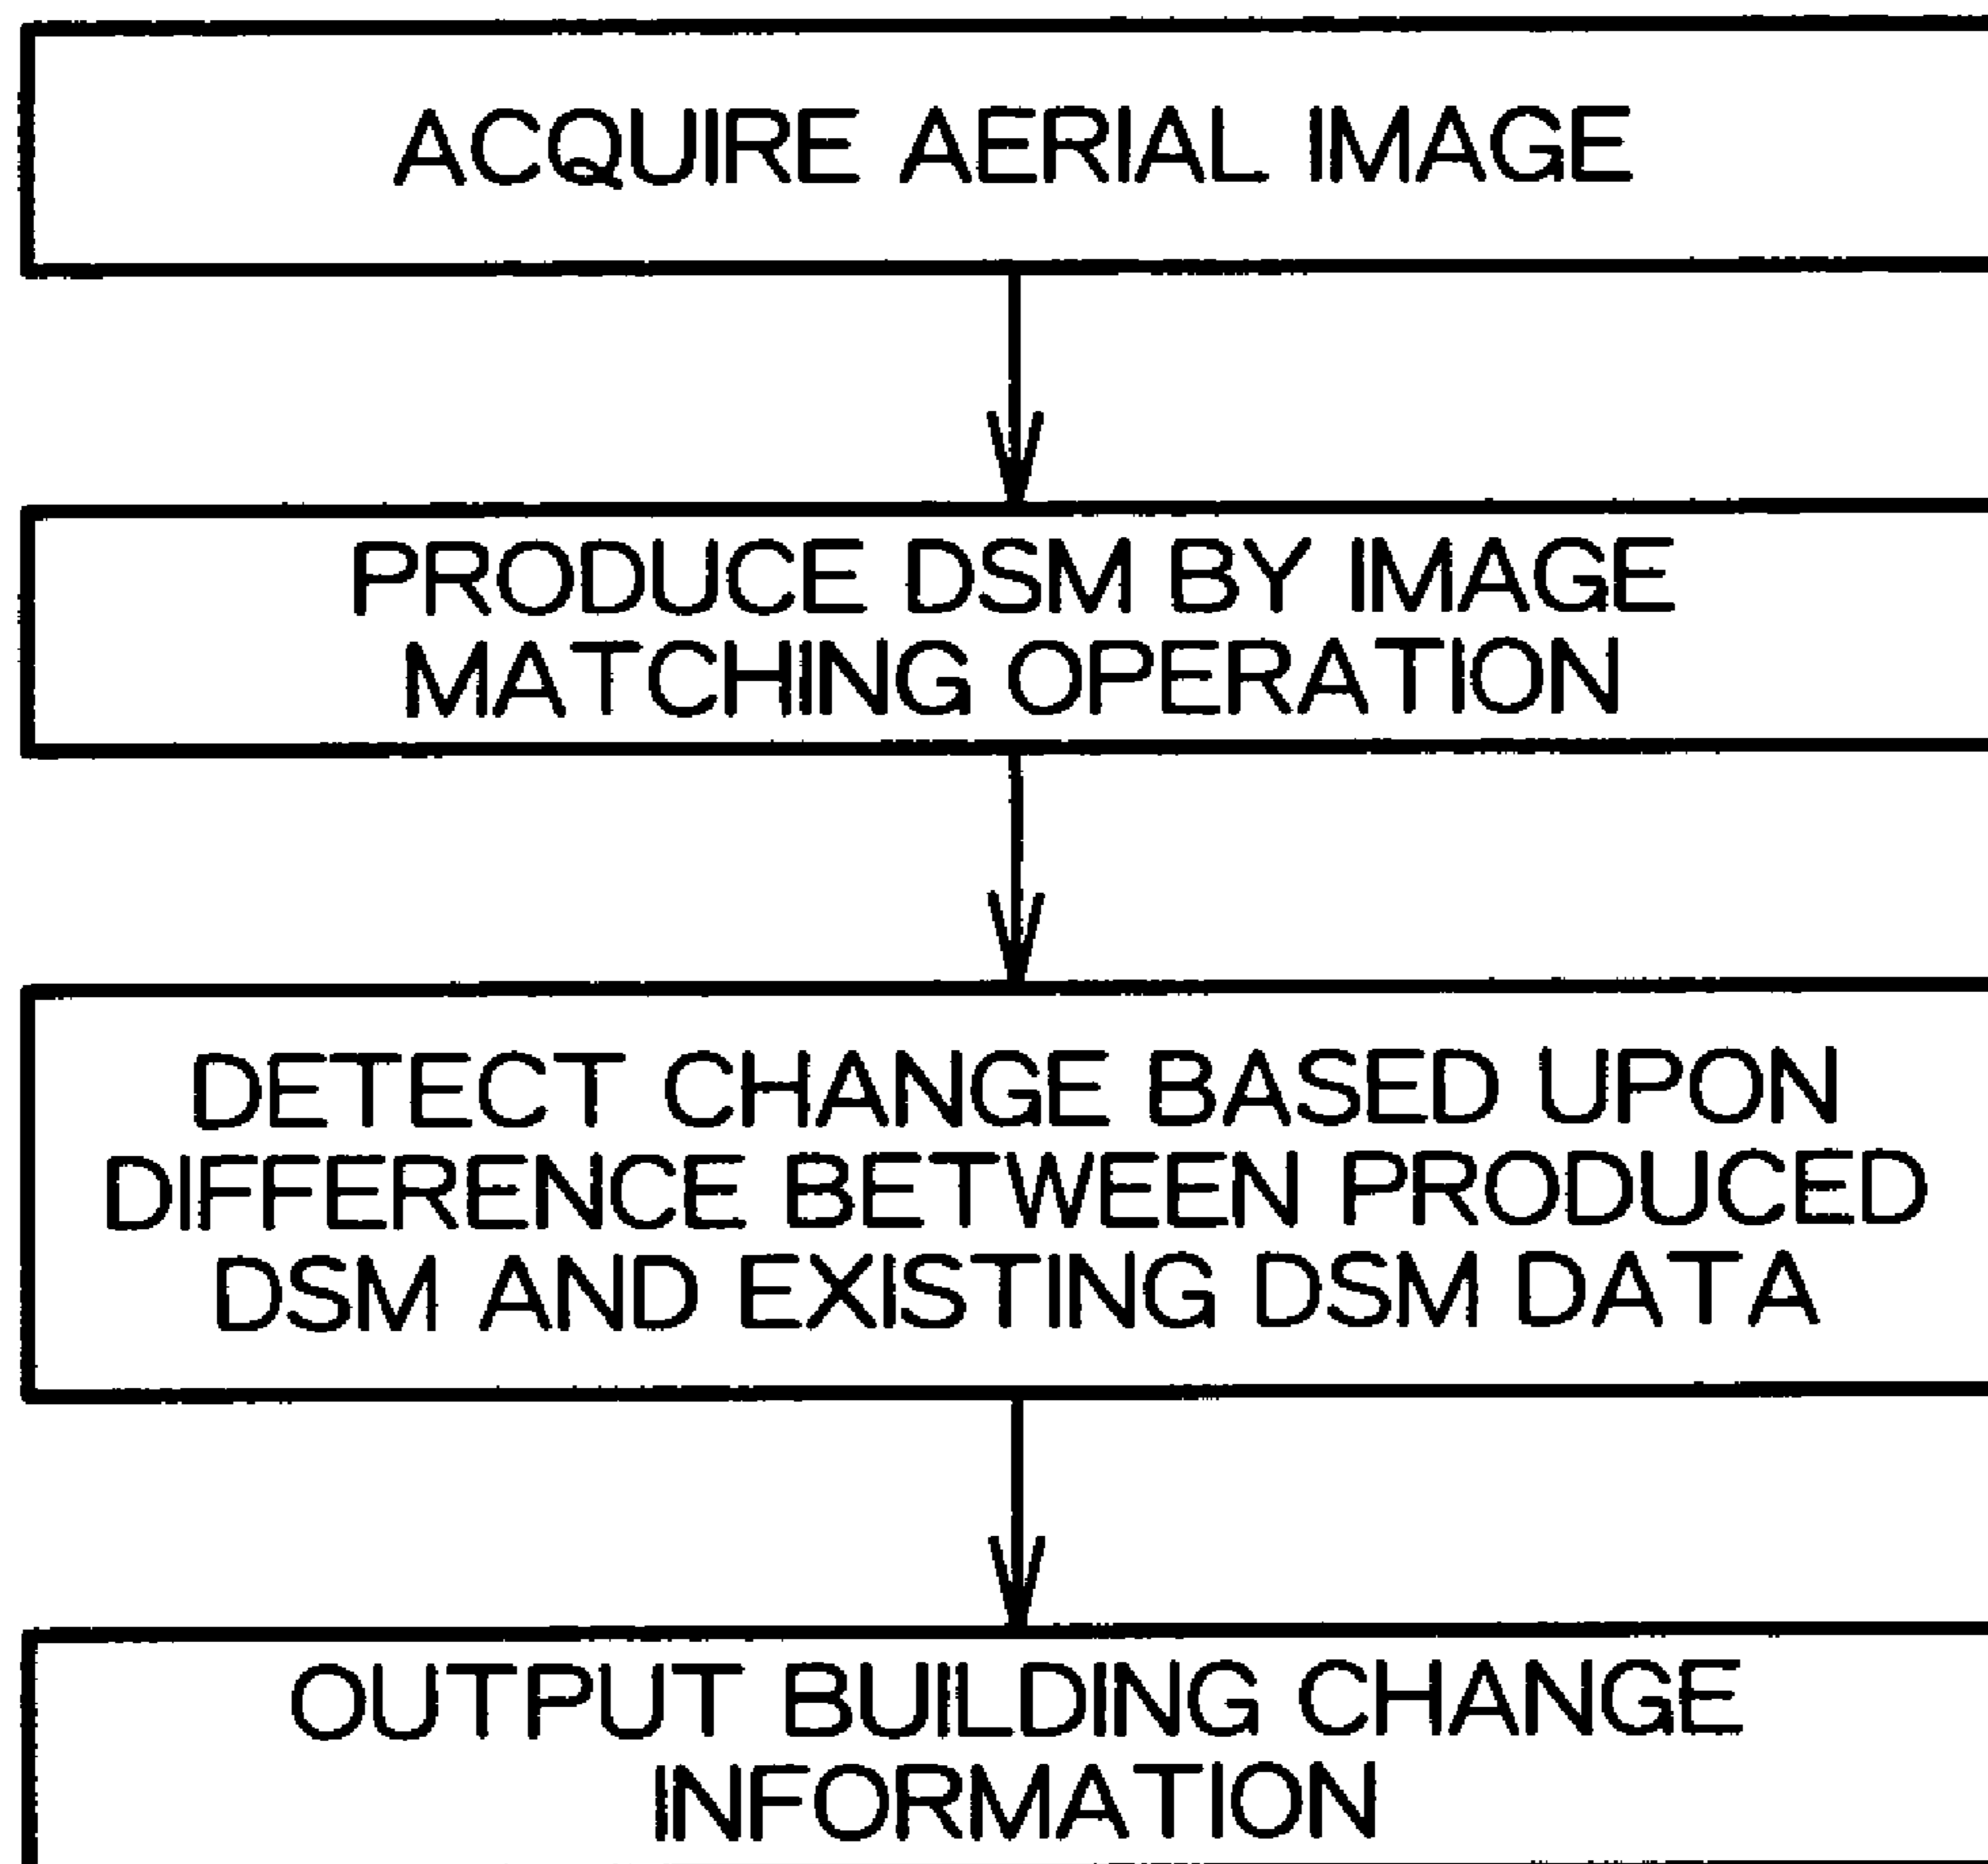 ACQUIRE AERIAL IMAGE
PRODUCE DSM BY IMAGE
MATCHING OPERATION
DETECT CHANGE BASED UPON
DIFFERENCE BETWEEN PRODUCED
DSM AND EXISTING DSM DATA
OUTPUT BUILDING CHANGE
INFORMATION